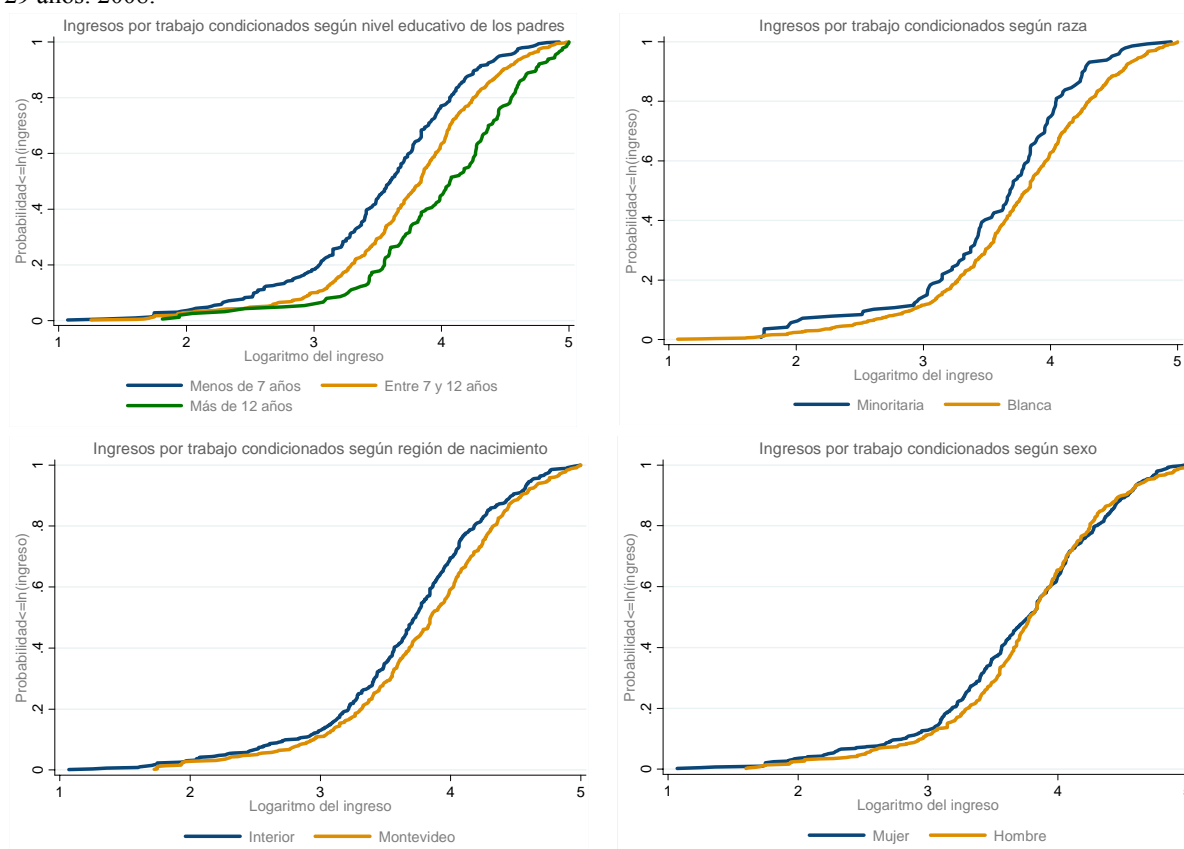 29 años. 2008.
Ingresos por trabajo condicionados según nivel educativo de los padres
Probabilidad<=ln(ingreso)
0 .2 .4 .6 .8 1
1 2 3 4 5
Logaritmo del ingreso
Menos de 7 años Entre 7 y 12 años
Más de 12 años
Ingresos por trabajo condicionados según raza
Probabilidad<=ln(ingreso)
0 .2 .4 .6 .8 1
1 2 3 4 5
Logaritmo del ingreso
Minoritaria Blanca
Ingresos por trabajo condicionados según región de nacimiento
Probabilidad<=ln(ingreso)
0 .2 .4 .6 .8 1
1 2 3 4 5
Logaritmo del ingreso
Interior Montevideo
Ingresos por trabajo condicionados según sexo
Probabilidad<=ln(ingreso)
0 .2 .4 .6 .8 1
1 2 3 4 5
Logaritmo del ingreso
Mujer Hombre